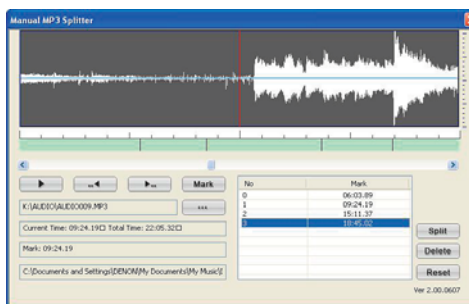 Manual MP3 Splitter
Mark
K:\AUDIO\AUDIO009.MP3
...
Current Time: 09:24.19□ Total Time: 22:05.32□
Mark: 09:24.19
C:\Documents and Settings\DENON\My Documents\My Music\
No Mark
0 06:03.89
1 09:24.19
2 15:11.37
3 18:45.02
Split
Delete
Reset
Ver 2.00.0607